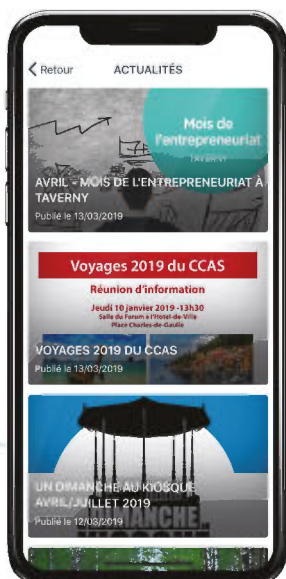 Retour
ACTUALITÉS
Mois de
l'entrepreneuriat
TAVERNY
AVRIL - MOIS DE L'ENTREPRENEURIAT À
TAVERNY
Publié le 13/03/2019
Voyages 2019 du CCAS
Réunion d'information
Jeudi 10 janvier 2019 -13h30
Salle du Forum à l'Hotel-de-Ville
Place Charles-de-Gaulle
VOYAGES 2019 DU CCAS
Publié le 13/03/2019
UN DIMANCHE AU KIOSQUE
AVRIL/JUILLET 2019
DIMANCHE
Publié le 12/03/2019